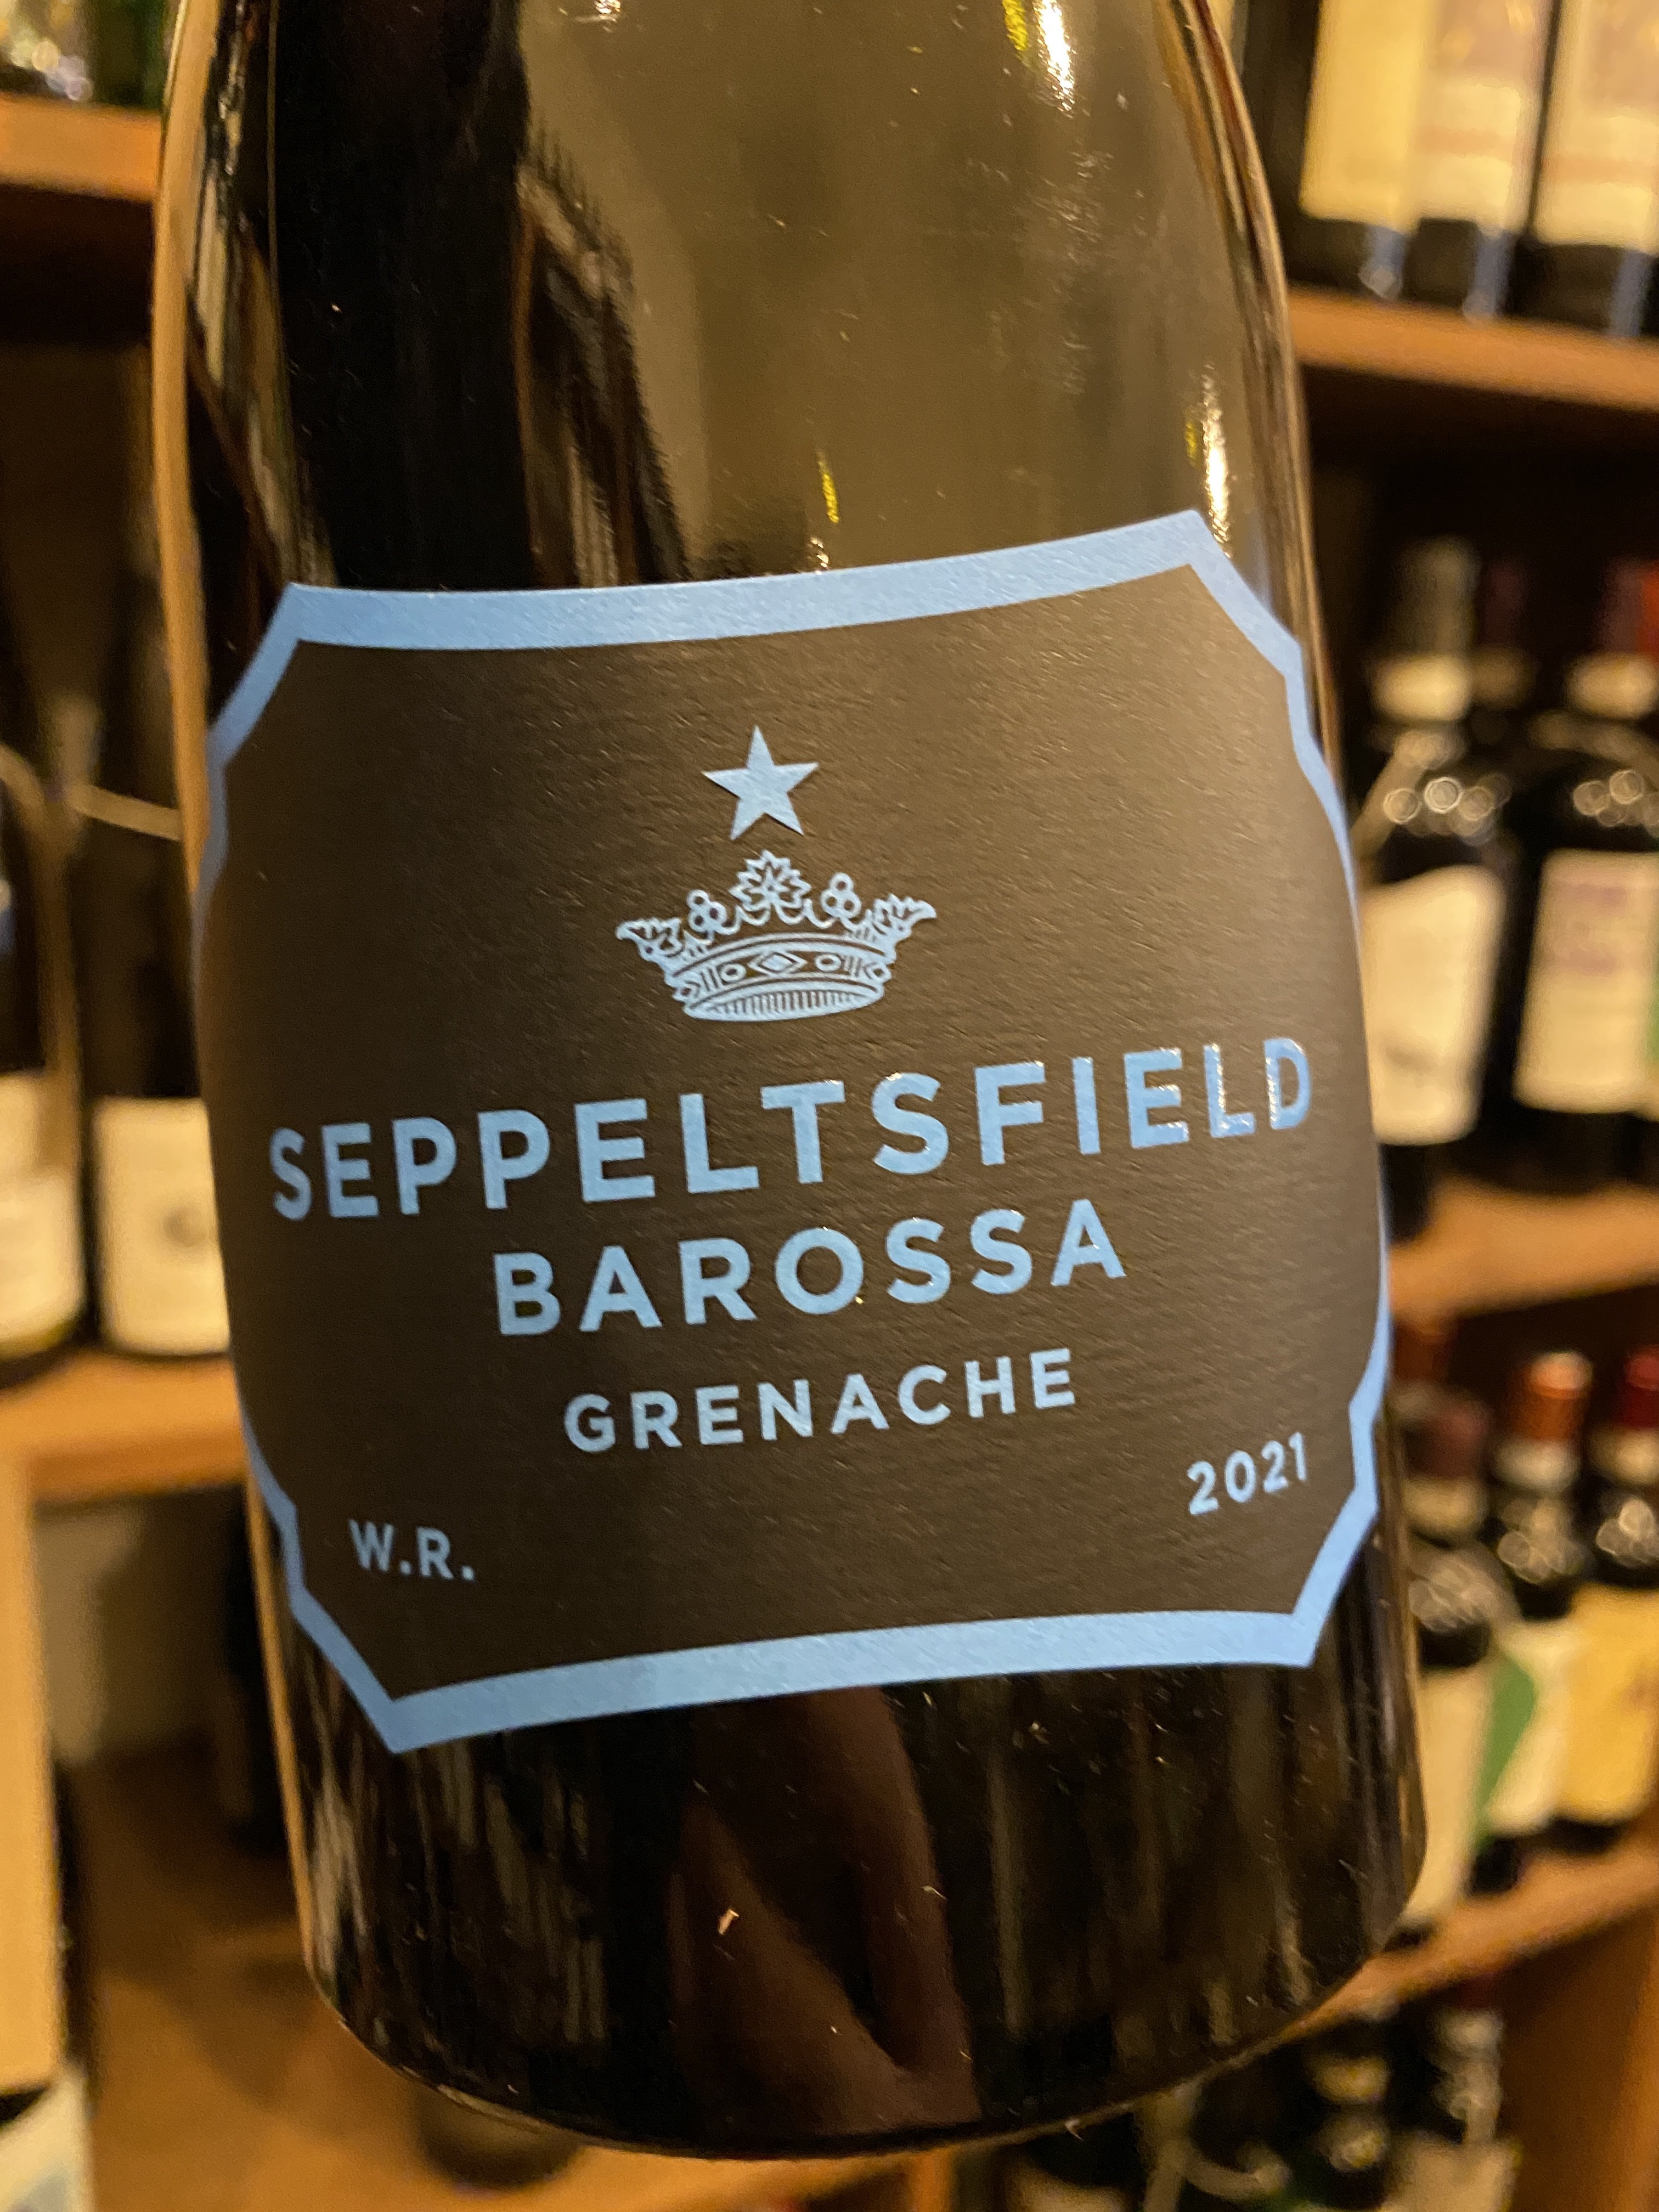 SEPPELTSFIELD
BAROSSA
GRENACHE
2021
W.R.